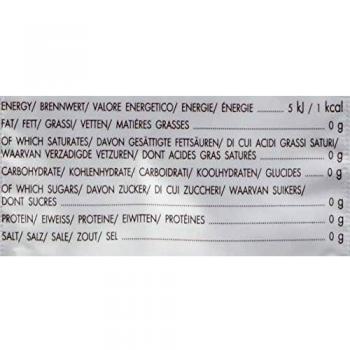 ENERGY/ BRENNWERT/ VALORE ENERGETICO/ ENERGIE/ ÉNERGIE ........ 5 kJ / 1 kcal
FAT/ FETT/ GRASSI/ VETTEN/ MATIÈRES GRASSES ........ 0 g
OF WHICH SATURATES/ DAVON GESÄTTIGTE FETTSÄUREN/ DI CUI ACIDI GRASSI SATURI/
WAARVAN VERZADIGDE VETZUREN/ DONT ACIDES GRAS SATURÉS ........ 0 g
CARBOHYDRATE/ KOHLENHYDRATE/ CARBOIDRATI/ KOOLHYDRATEN/ GLUCIDES ........ 0 g
OF WHICH SUGARS/ DAVON ZUCKER/ DI CUI ZUCCHERI/ WAARVAN SUIKERS/
DONT SUCRES ........ 0 g
PROTEIN/ EIWEISS/ PROTEINE/ EIWITTEN/ PROTÉINES ........ 0 g
SALT/ SALZ/ SALE/ ZOUT/ SEL ........ 0 g